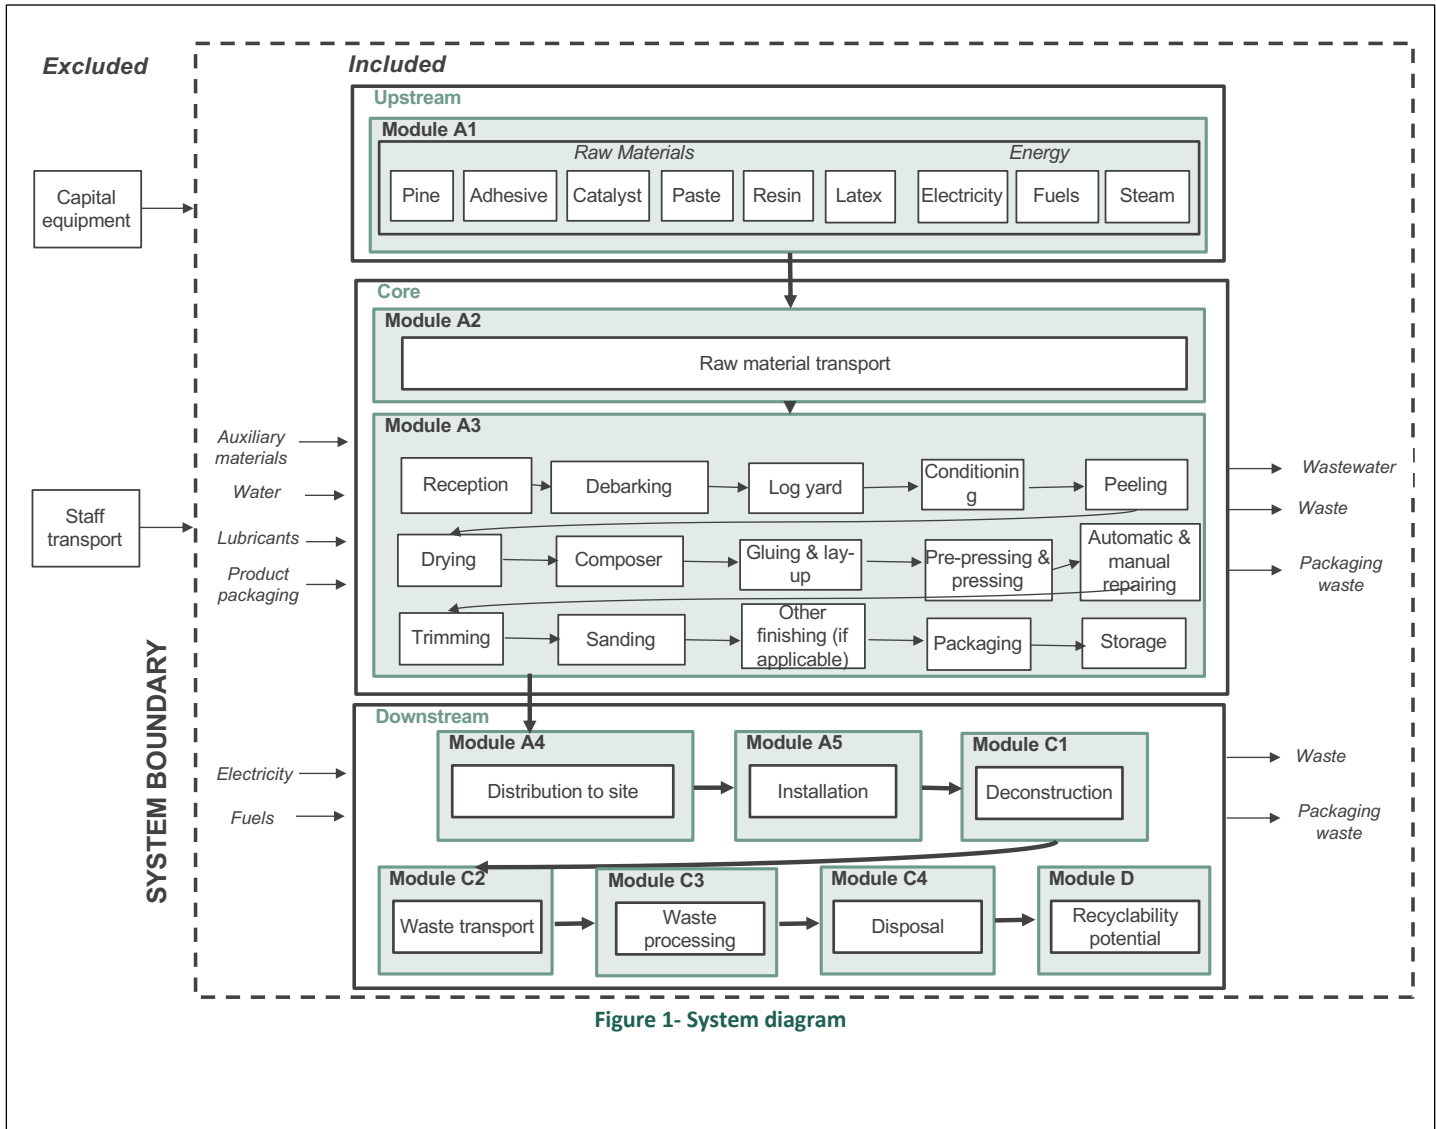 Excluded
Included
Capital
equipment
Staff
transport
SYSTEM BOUNDARY
Upstream
Module A1
Raw Materials
Energy
Pine
Adhesive
Catalyst
Paste
Resin
Latex
Electricity
Fuels
Steam
Core
Module A2
Raw material transport
Module A3
Auxiliary
materials
Water
Lubricants
Product
packaging
Reception
Debarking
Log yard
Conditionin
g
Peeling
Drying
Composer
Gluing & lay-
up
Pre-pressing &
pressing
Automatic &
manual
repairing
Trimming
Sanding
Other
finishing (if
applicable)
Packaging
Storage
Wastewater
Waste
Packaging
waste
Downstream
Electricity
Fuels
Module A4
Distribution to site
Module A5
Installation
Module C1
Deconstruction
Module C2
Waste transport
Module C3
Waste
processing
Module C4
Disposal
Module D
Recyclability
potential
Waste
Packaging
waste
Figure 1- System diagram